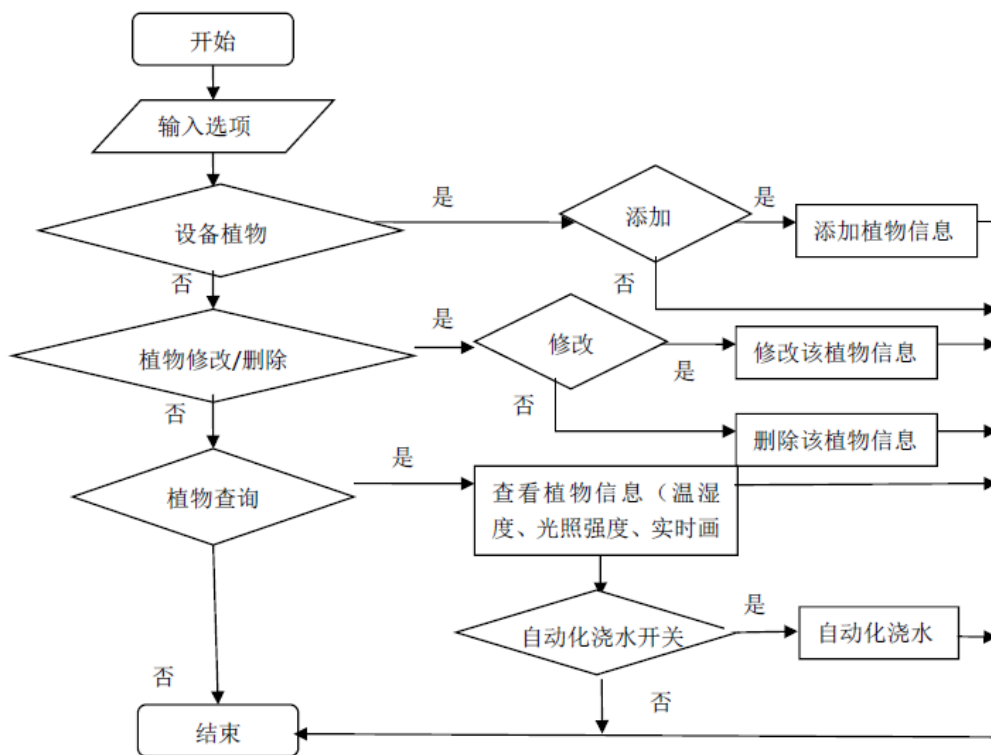 开始
输入选项
设备植物
是
添加
是
添加植物信息
否
否
植物修改/删除
是
修改
是
修改该植物信息
否
否
删除该植物信息
植物查询
是
查看植物信息（温湿
度、光照强度、实时画
自动化浇水开关
是
自动化浇水
否
否
结束